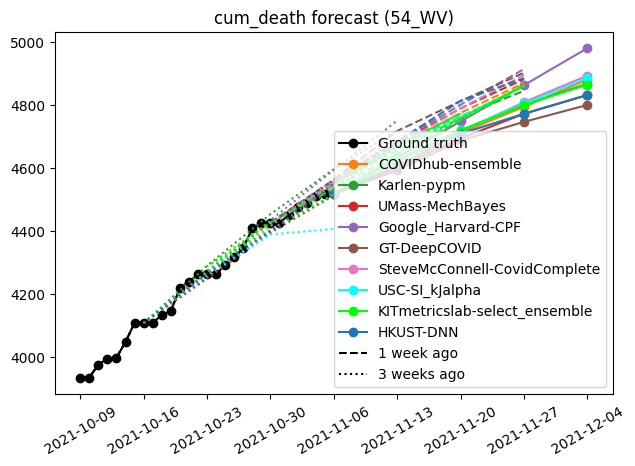 cum_death forecast (54_WV)
5000
4800
4600
4400
4200
4000
Ground truth
COVIDhub-ensemble
Karlen-pypm
UMass-MechBayes
Google_Harvard-CPF
GT-DeepCOVID
SteveMcConnell-CovidComplete
USC-SI_kJalpha
KITmetricslab-select_ensemble
HKUST-DNN
1 week ago
3 weeks ago
2021-10-09
2021-10-16
2021-10-23
2021-10-30
2021-11-06
2021-11-13
2021-11-20
2021-11-27
2021-12-04